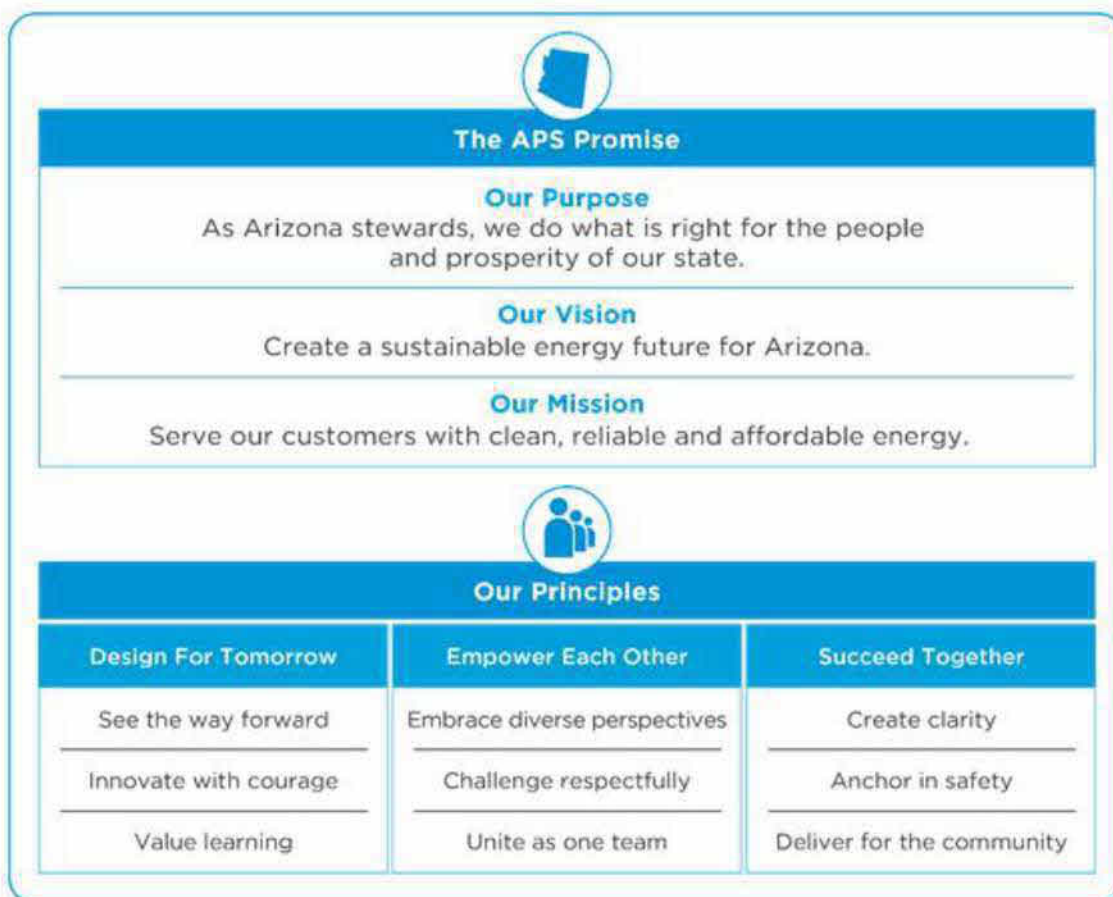 The APS Promise
Our Purpose
As Arizona stewards, we do what is right for the people
and prosperity of our state.
Our Vision
Create a sustainable energy future for Arizona.
Our Mission
Serve our customers with clean, reliable and affordable energy.
Our Principles
Design For Tomorrow
See the way forward
Innovate with courage
Value learning
Empower Each Other
Embrace diverse perspectives
Challenge respectfully
Unite as one team
Succeed Together
Create clarity
Anchor in safety
Deliver for the community